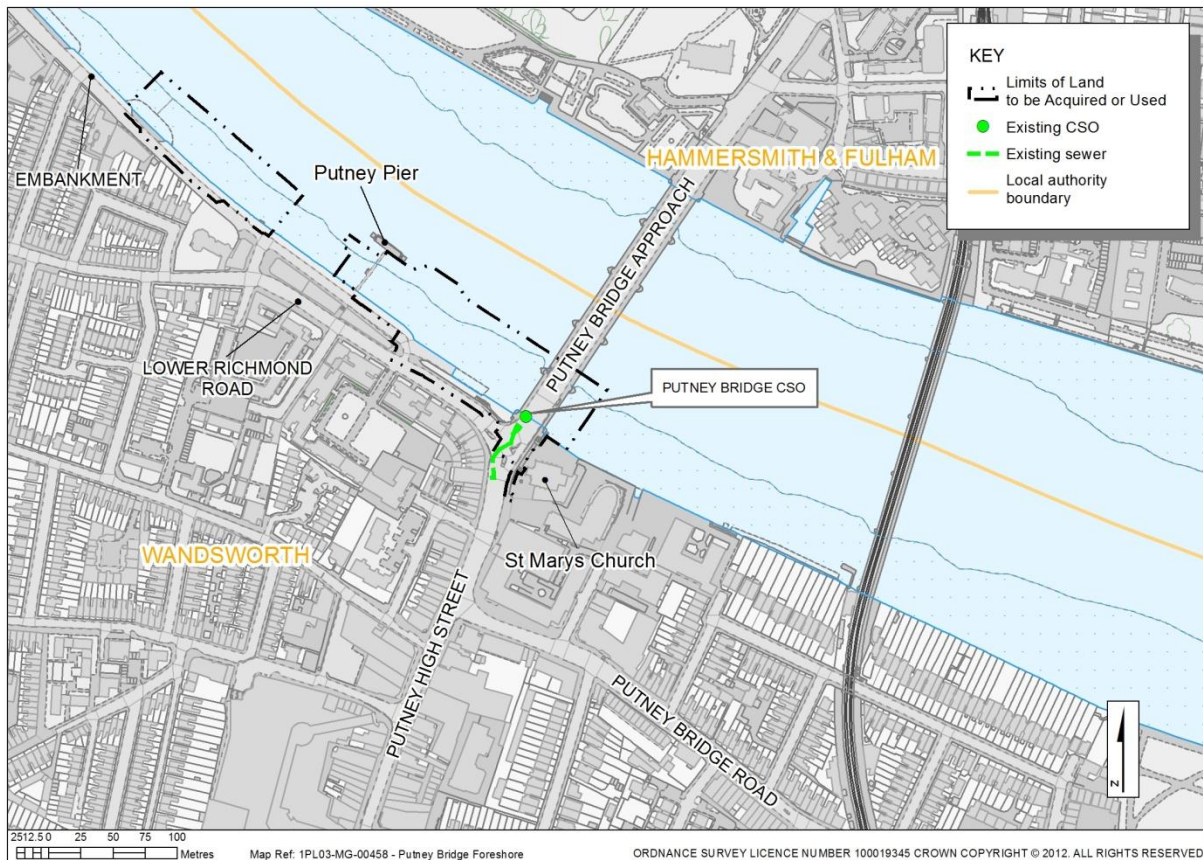 KEY
Limits of Land
to be Acquired or Used
Existing CSO
Existing sewer
Local authority
boundary
HAMMERSMITH & FULHAM
EMBANKMENT
Putney Pier
PUTNEY BRIDGE APPROACH
LOWER RICHMOND
ROAD
PUTNEY BRIDGE CSO
WANDSWORTH
St Marys Church
PUTNEY HIGH STREET
PUTNEY BRIDGE ROAD
N
2512.5 0 25 50 75 100
Metres
Map Ref: 1PL03-MG-00458 - Putney Bridge Foreshore
ORDNANCE SURVEY LICENCE NUMBER 100019345 CROWN COPYRIGHT © 2012. ALL RIGHTS RESERVED